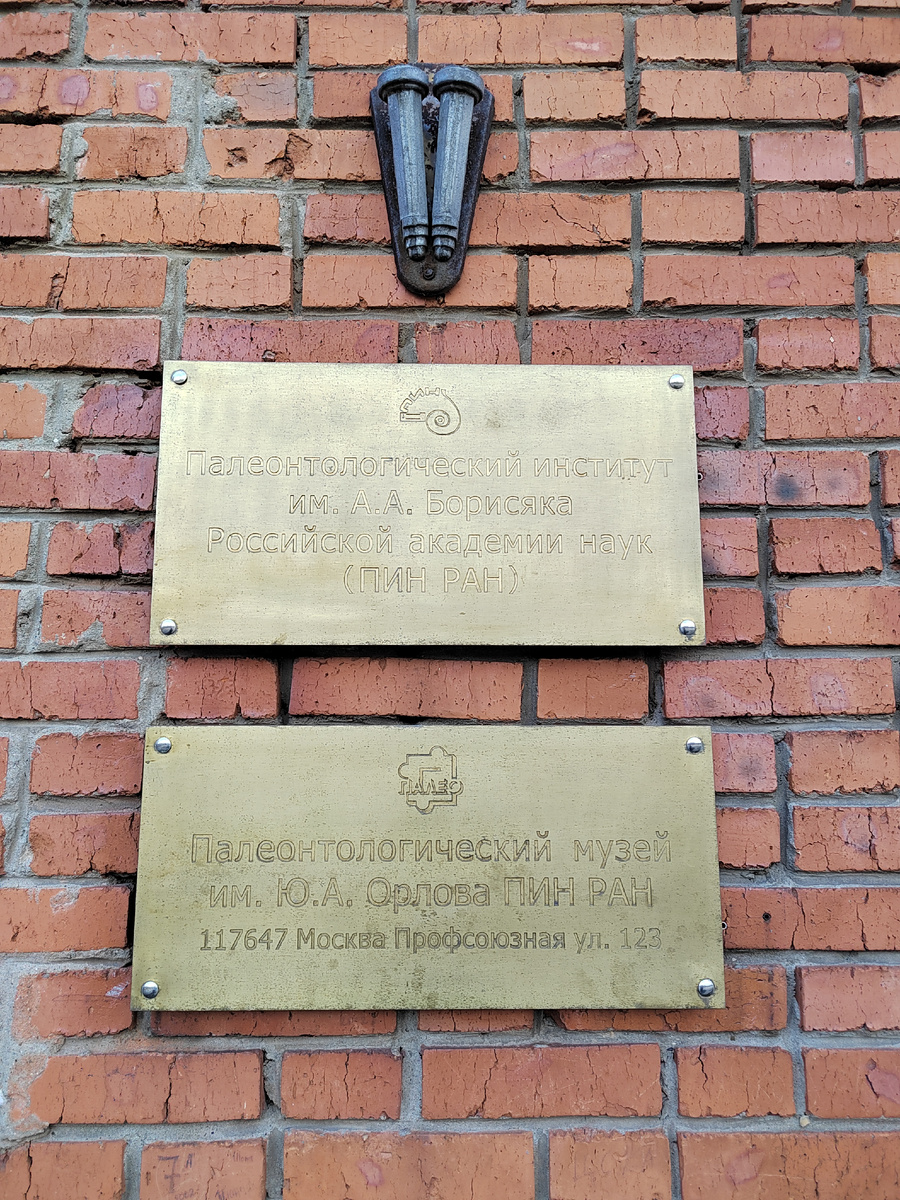 ПИН
Палеонтологический институт
им. А.А. Борисяка
Российской академии наук
(ПИН РАН)
ПАЛЕО
Палеонтологический музей
им. Ю.А. Орлова ПИН РАН
117647 Москва Профсоюзная ул. 123